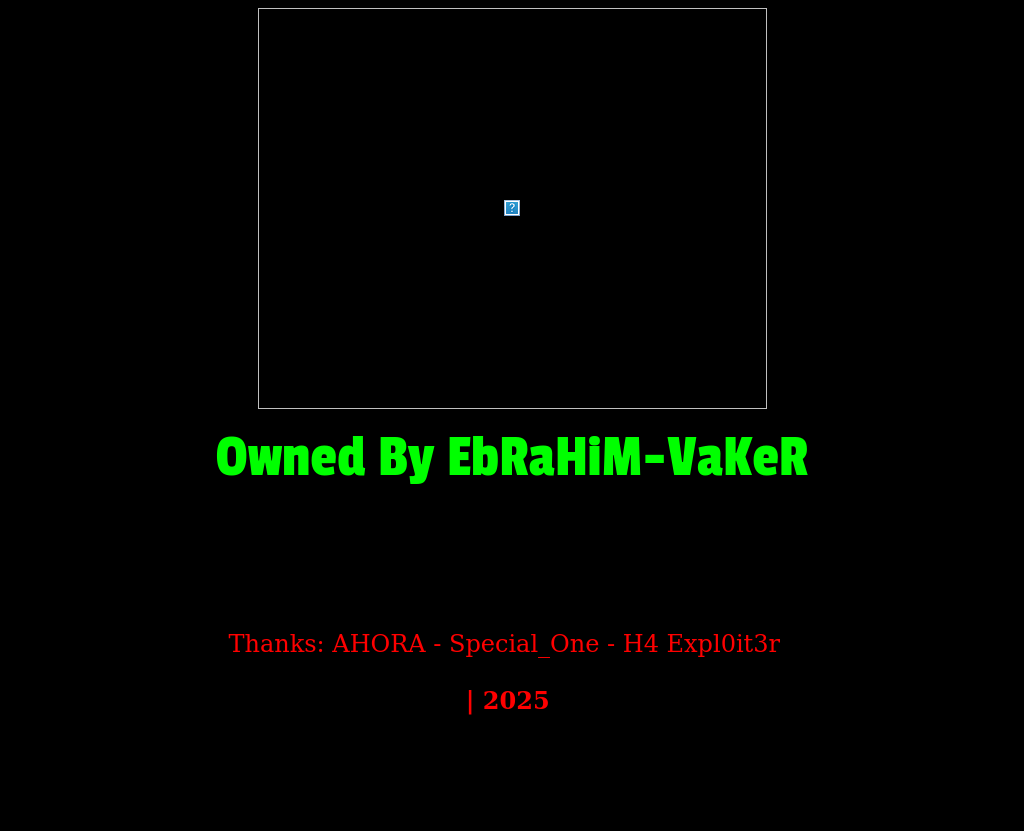 Owned By EbRaHiM-VaKeR
Thanks: AHORA - Special_One - H4 Expl0it3r
| 2025